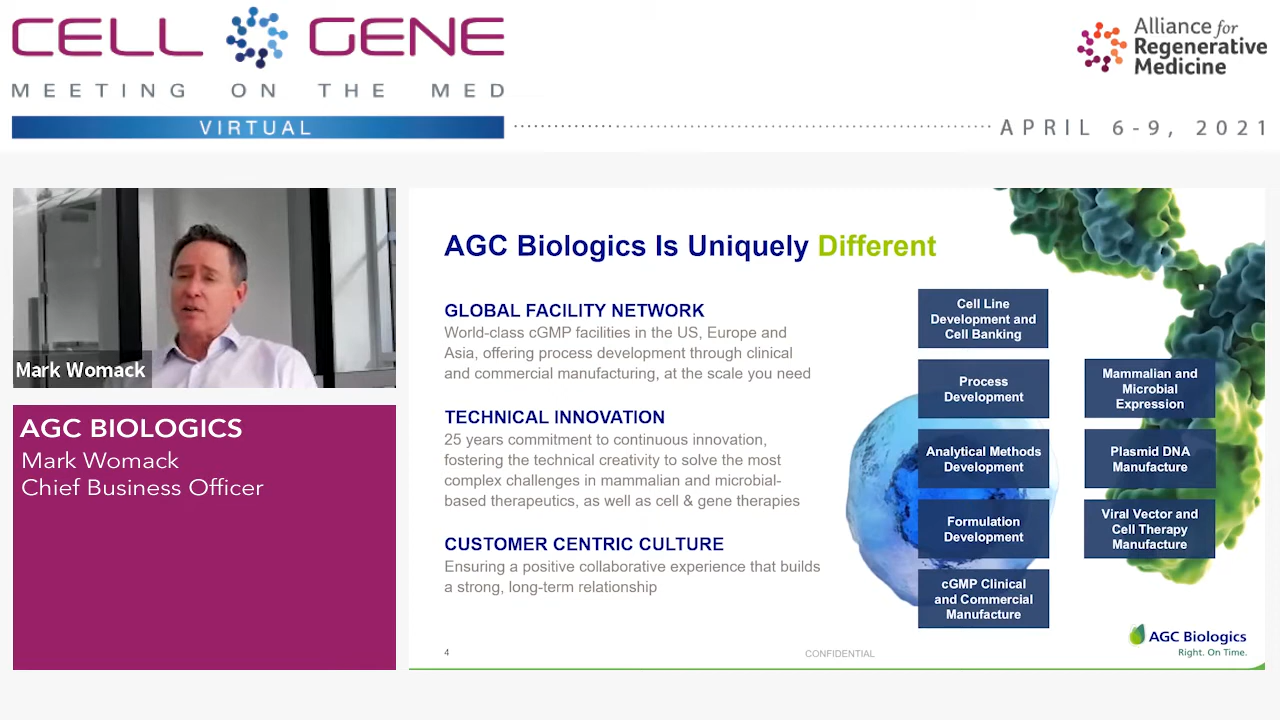 CELL GENE
MEETING ON THE MED
VIRTUAL
Alliance for
Regenerative
Medicine
APRIL 6-9, 2021
Mark Womack
AGC BIOLOGICS
Mark Womack
Chief Business Officer
AGC Biologics Is Uniquely Different
GLOBAL FACILITY NETWORK
World-class cGMP facilities in the US, Europe and
Asia, offering process development through clinical
and commercial manufacturing, at the scale you need
TECHNICAL INNOVATION
25 years commitment to continuous innovation,
fostering the technical creativity to solve the most
complex challenges in mammalian and microbial-
based therapeutics, as well as cell & gene therapies
CUSTOMER CENTRIC CULTURE
Ensuring a positive collaborative experience that builds
a strong, long-term relationship
Cell Line
Development and
Cell Banking
Process
Development
Analytical Methods
Development
Formulation
Development
cGMP Clinical
and Commercial
Manufacture
Mammalian and
Microbial
Expression
Plasmid DNA
Manufacture
Viral Vector and
Cell Therapy
Manufacture
4
CONFIDENTIAL
AGC Biologics
Right. On Time.